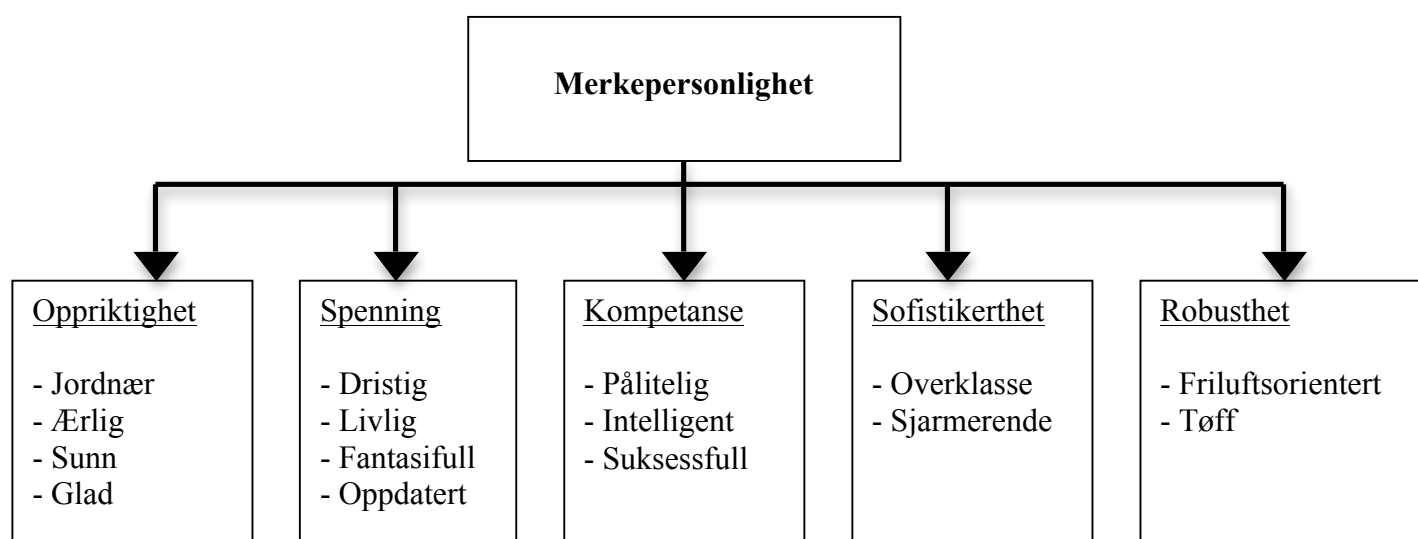 Merkepersonlighet
Oppriktighet
- Jordnær
- Ærlig
- Sunn
- Glad
Spenning
- Dristig
- Livlig
- Fantasifull
- Oppdatert
Kompetanse
- Pålitelig
- Intelligent
- Suksessfull
Sofistikerthet
- Overklasse
- Sjarmerende
Robusthet
- Friluftsorientert
- Tøff